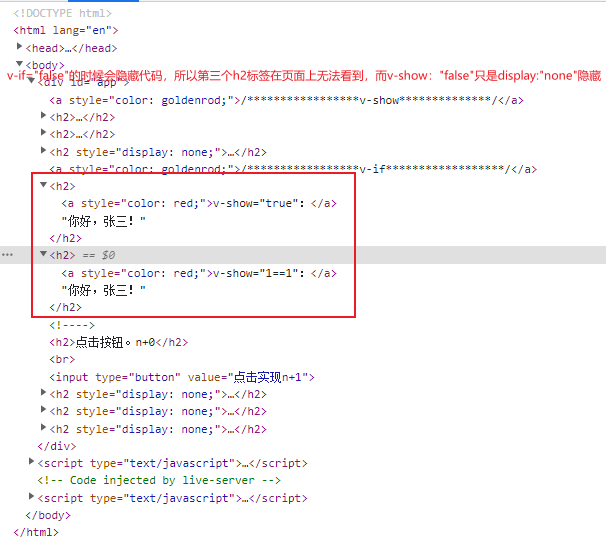 <!DOCTYPE html>
<html lang="en">
<head>…</head>
<body>
v-if="false"的时候会隐藏代码，所以第三个h2标签在页面上无法看到，而v-show："false"只是display:"none"隐藏
<div id="app">
<a style="color: goldenrod;">/*****************v-show**************/</a>
<h2>…</h2>
<h2>…</h2>
<h2 style="display: none;">…</h2>
<a style="color: goldenrod;">/*****************v-if******************/</a>
<h2>
<a style="color: red;">v-show="true"：</a>
"你好，张三！"
</h2>
… <h2> == $0
<a style="color: red;">v-show="1==1"：</a>
"你好，张三！"
</h2>
<!---->
<h2>点击按钮。n+0</h2>
<br>
<input type="button" value="点击实现n+1">
<h2 style="display: none;">…</h2>
<h2 style="display: none;">…</h2>
<h2 style="display: none;">…</h2>
</div>
<script type="text/javascript">…</script>
<!-- Code injected by live-server -->
<script type="text/javascript">…</script>
</body>
</html>